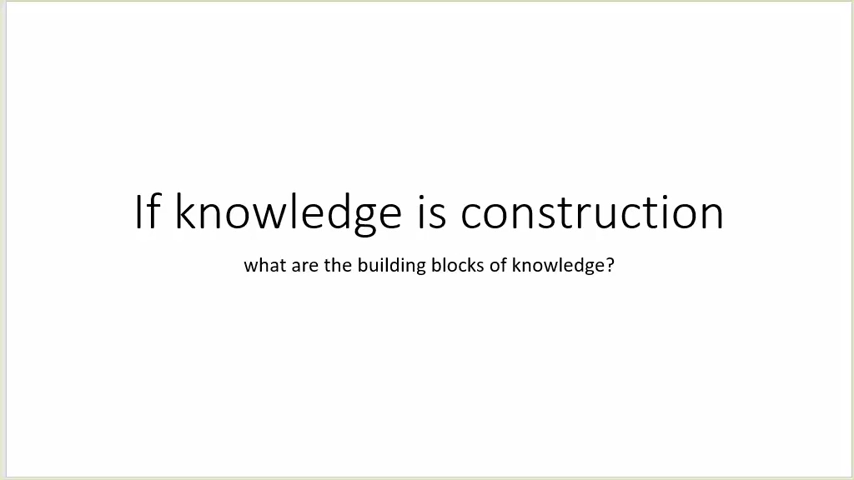 If knowledge is construction
what are the building blocks of knowledge?